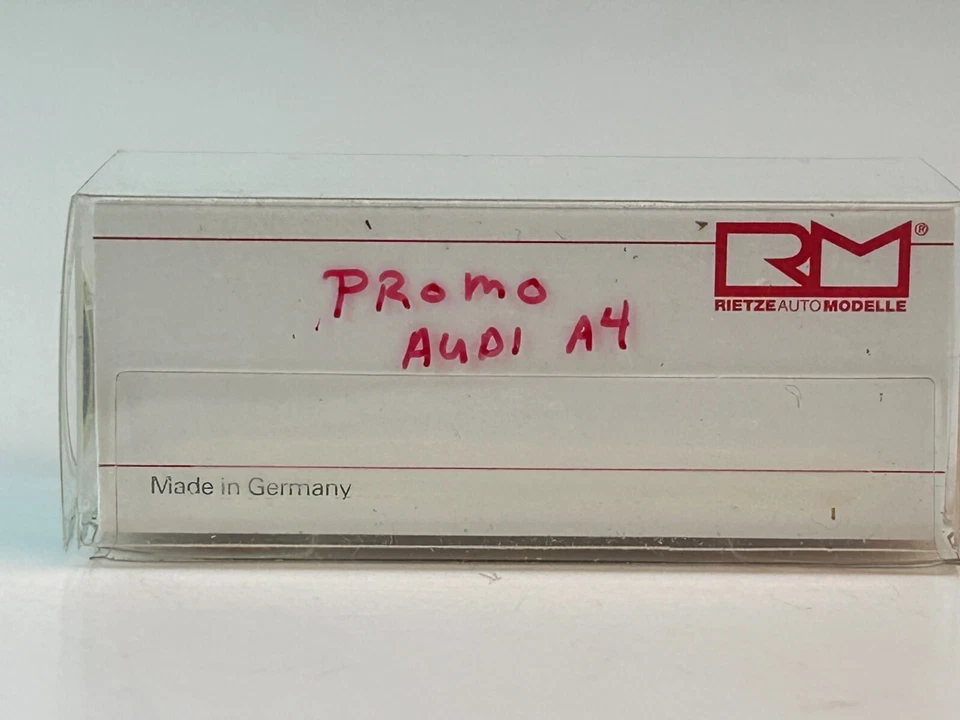 RM®
RIETZE AUTO MODELLE
PROMO
AUDI A4
Made in Germany